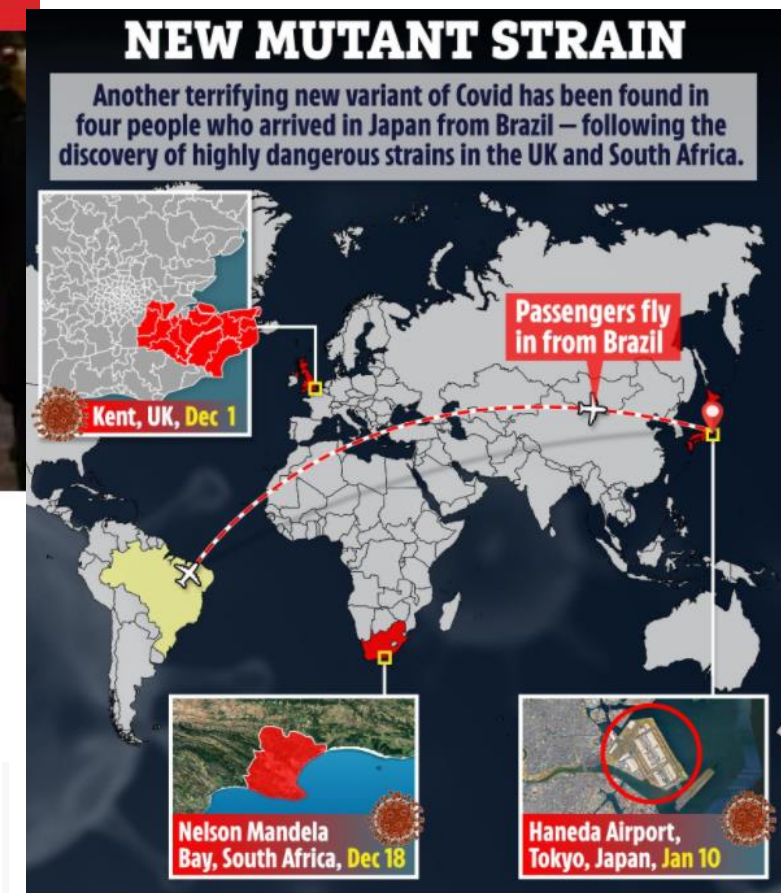 NEW MUTANT STRAIN
Another terrifying new variant of Covid has been found in
four people who arrived in Japan from Brazil – following the
discovery of highly dangerous strains in the UK and South Africa.
Passengers fly
in from Brazil
Kent, UK, Dec 1
Nelson Mandela
Bay, South Africa, Dec 18
Haneda Airport,
Tokyo, Japan, Jan 10